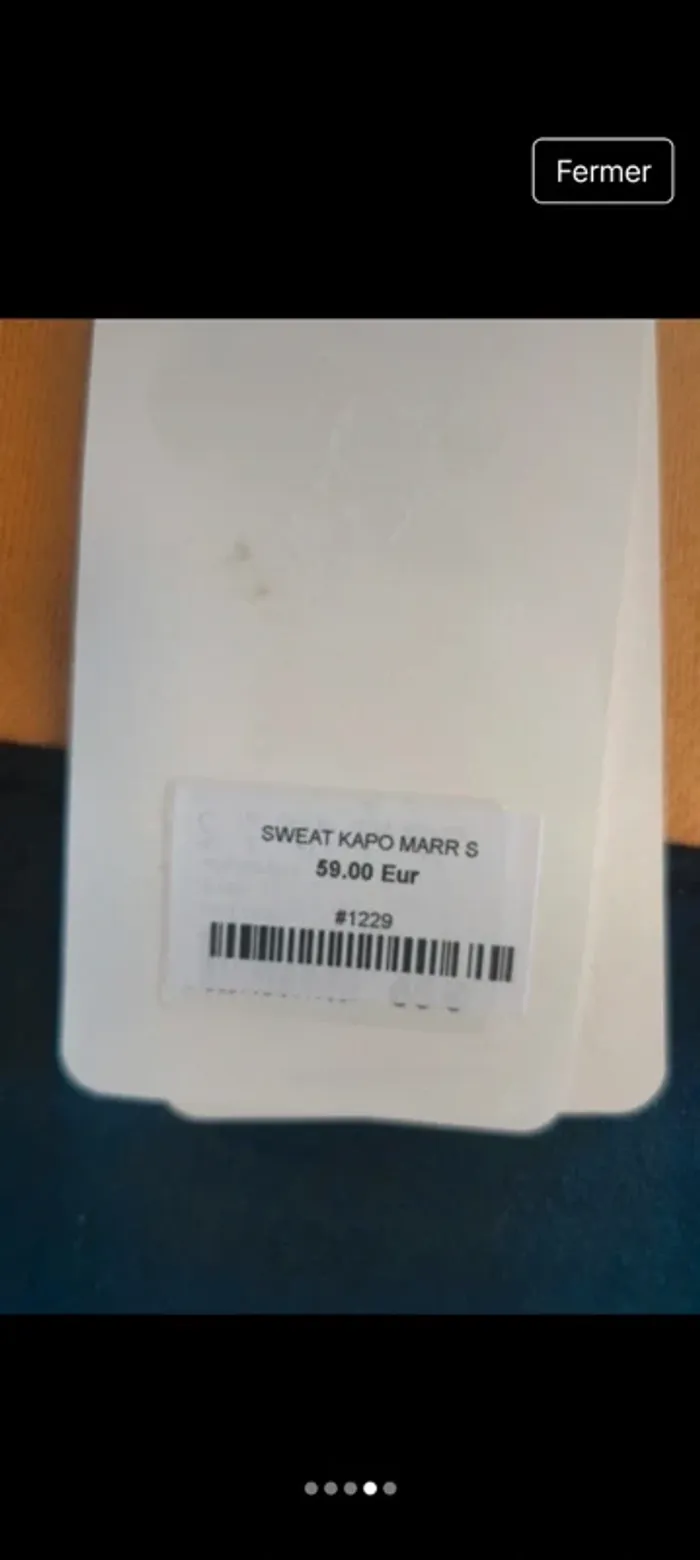 Fermer
SWEAT KAPO MARR S
59.00 Eur
#1229